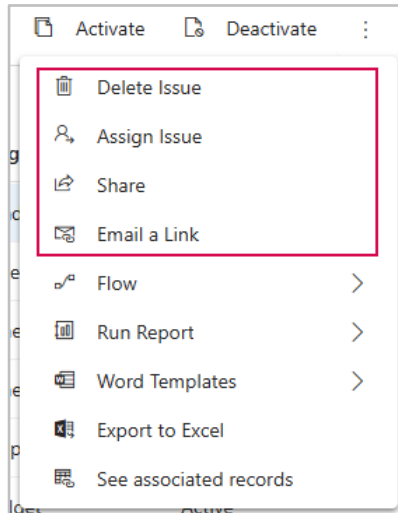 Activate Deactivate
Delete Issue
Assign Issue
Share
Email a Link
Flow
Run Report
Word Templates
Export to Excel
See associated records